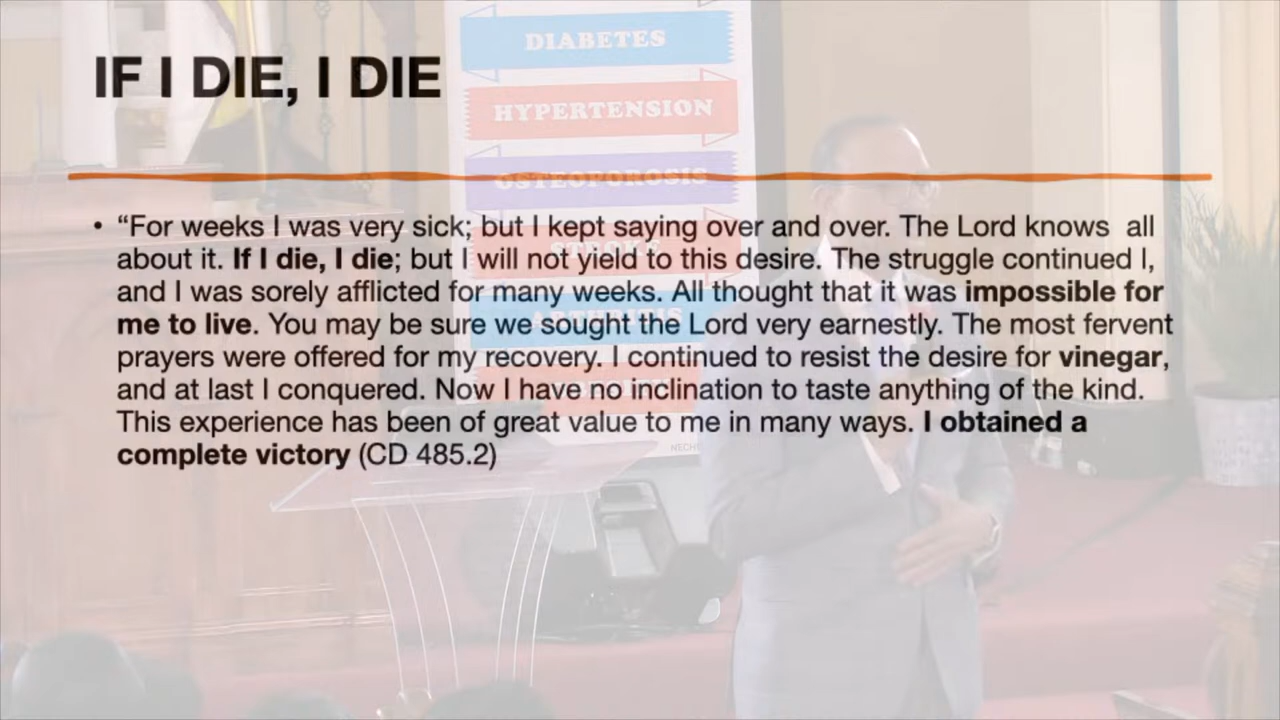 DIABETES
IF I DIE, I DIE
HYPERTENSION
OSTEOPOROSIS
• “For weeks I was very sick; but I kept saying over and over. The Lord knows all
about it. If I die, I die; but I will not yield to this desire. The struggle continued I,
and I was sorely afflicted for many weeks. All thought that it was impossible for
me to live. You may be sure we sought the Lord very earnestly. The most fervent
prayers were offered for my recovery. I continued to resist the desire for vinegar,
and at last I conquered. Now I have no inclination to taste anything of the kind.
This experience has been of great value to me in many ways. I obtained a
complete victory (CD 485.2)
STROKE
ARTHRITIS